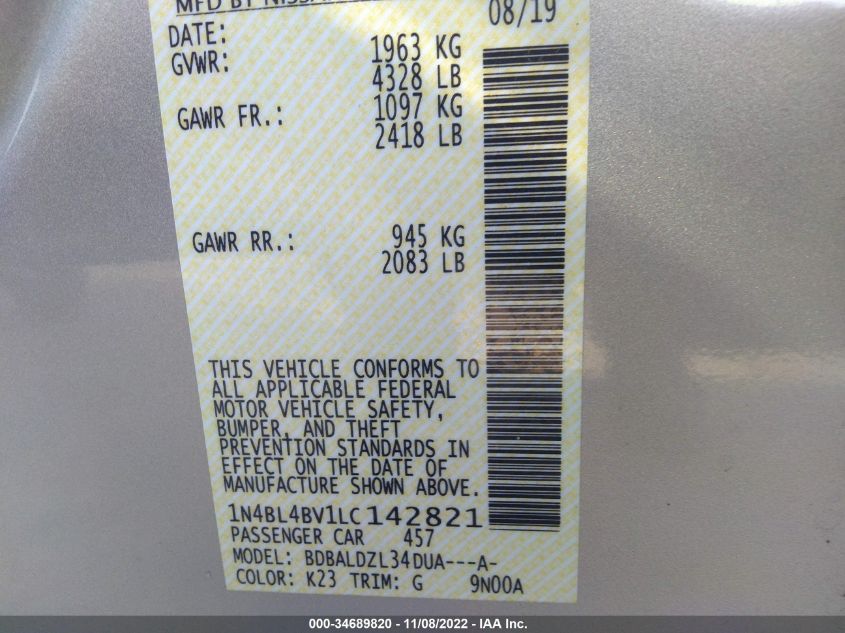 MFD BY NISSAN
DATE: 08/19
GVWR: 1963 KG
4328 LB
GAWR FR.: 1097 KG
2418 LB
GAWR RR.: 945 KG
2083 LB
THIS VEHICLE CONFORMS TO
ALL APPLICABLE FEDERAL
MOTOR VEHICLE SAFETY,
BUMPER, AND THEFT
PREVENTION STANDARDS IN
EFFECT ON THE DATE OF
MANUFACTURE SHOWN ABOVE.
1N4BL4BV1LC142821
PASSENGER CAR 457
MODEL: BDBALDZL34DUA---A-
COLOR: K23 TRIM: G 9N00A
000-34689820 - 11/08/2022 - IAA Inc.